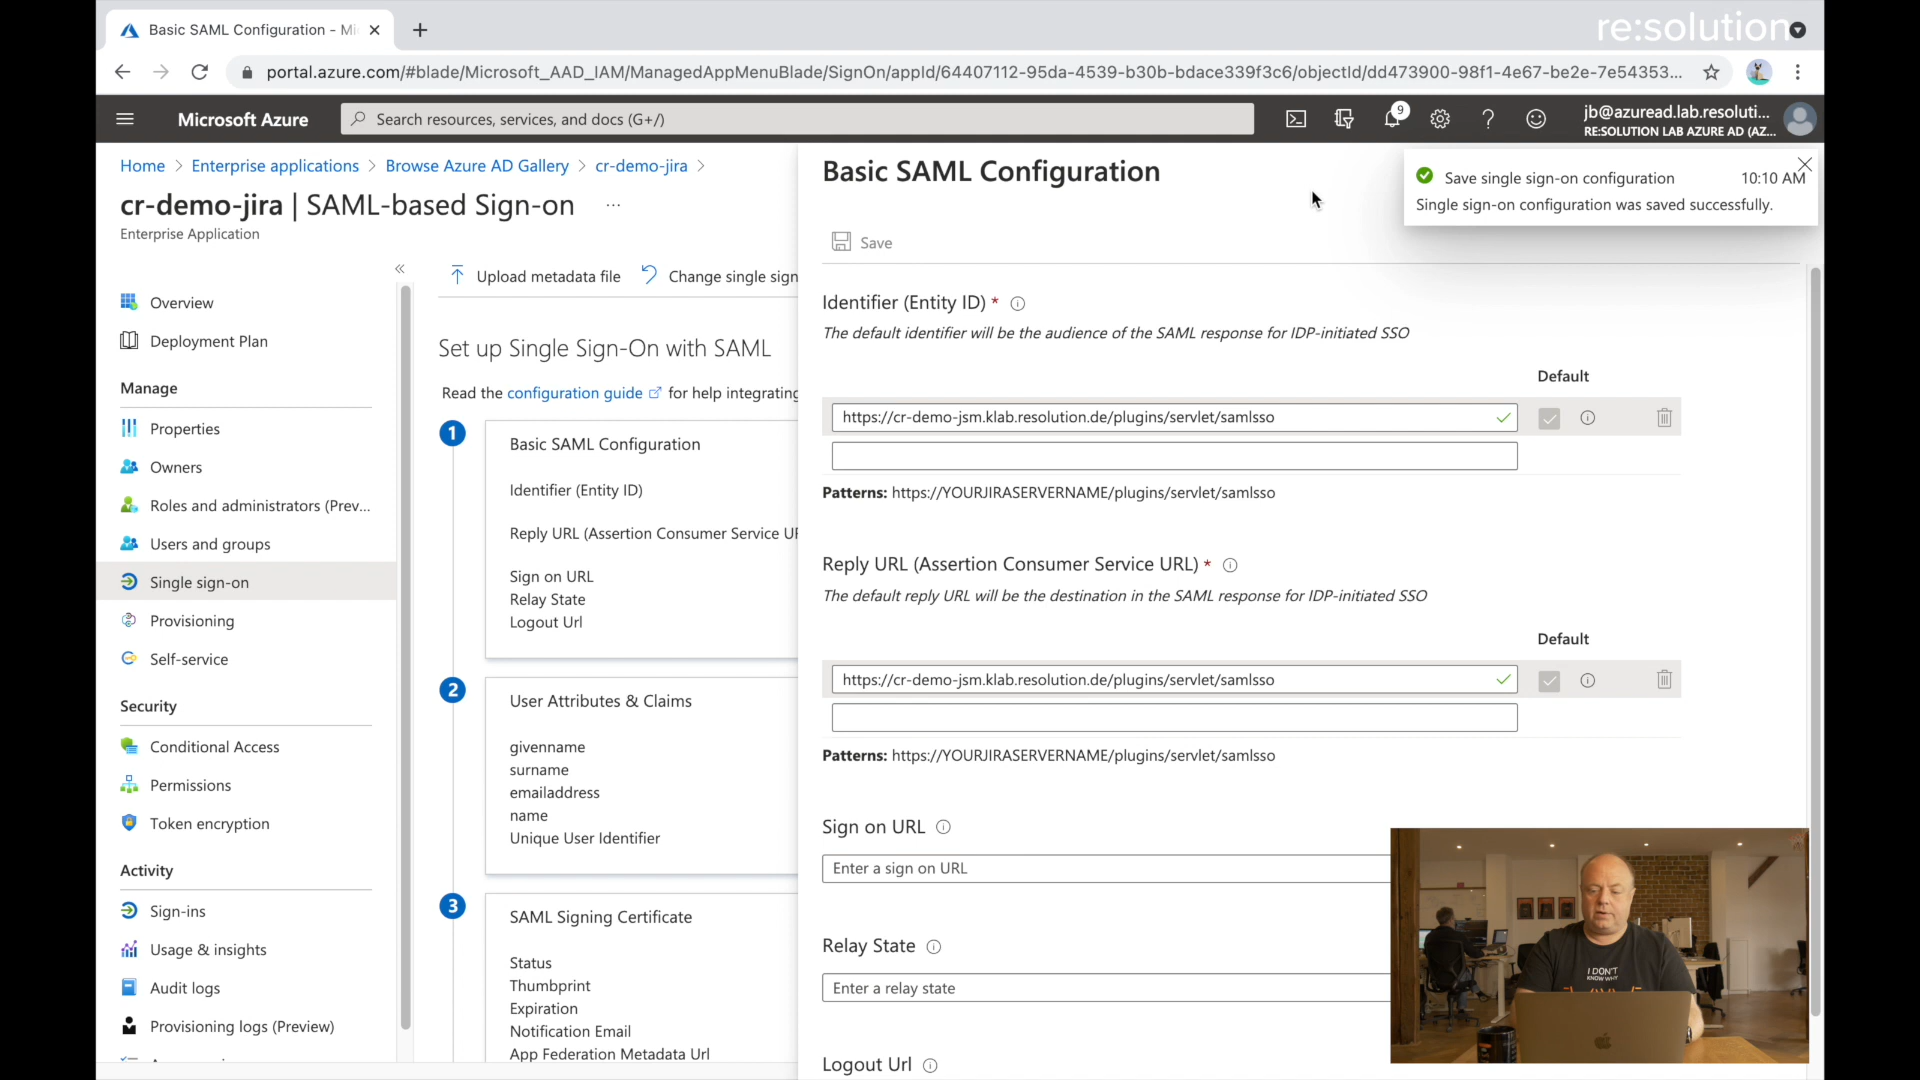 Basic SAML Configuration - Mi
re:solution
portal.azure.com/#blade/Microsoft_AAD_IAM/ManagedAppMenuBlade/SignOn/appId/64407112-95da-4539-b30b-bdace339f3c6/objectId/dd473900-98f1-4e67-be2e-7e54353...
Microsoft Azure
Search resources, services, and docs (G+/)
9
jb@azuread.lab.resoluti...
RE:SOLUTION LAB AZURE AD (AZ...
Home > Enterprise applications > Browse Azure AD Gallery > cr-demo-jira >
cr-demo-jira | SAML-based Sign-on ...
Enterprise Application
«
Overview
Deployment Plan
Manage
Properties
Owners
Roles and administrators (Prev...
Users and groups
Single sign-on
Provisioning
Self-service
Security
Conditional Access
Permissions
Token encryption
Activity
Sign-ins
Usage & insights
Audit logs
Provisioning logs (Preview)
Upload metadata file
Change single sign
Set up Single Sign-On with SAML
Read the configuration guide for help integrating
1
Basic SAML Configuration
Identifier (Entity ID)
Reply URL (Assertion Consumer Service UR
Sign on URL
Relay State
Logout Url
2
User Attributes & Claims
givenname
surname
emailaddress
name
Unique User Identifier
3
SAML Signing Certificate
Status
Thumbprint
Expiration
Notification Email
App Federation Metadata Url
Basic SAML Configuration
Save single sign-on configuration 10:10 AM
Single sign-on configuration was saved successfully.
Save
Identifier (Entity ID) *
The default identifier will be the audience of the SAML response for IDP-initiated SSO
Default
https://cr-demo-jsm.klab.resolution.de/plugins/servlet/samlsso
Patterns: https://YOURJIRASERVERNAME/plugins/servlet/samlsso
Reply URL (Assertion Consumer Service URL) *
The default reply URL will be the destination in the SAML response for IDP-initiated SSO
Default
https://cr-demo-jsm.klab.resolution.de/plugins/servlet/samlsso
Patterns: https://YOURJIRASERVERNAME/plugins/servlet/samlsso
Sign on URL
Enter a sign on URL
Relay State
Enter a relay state
Logout Url
I DON'T
KNOW WHY